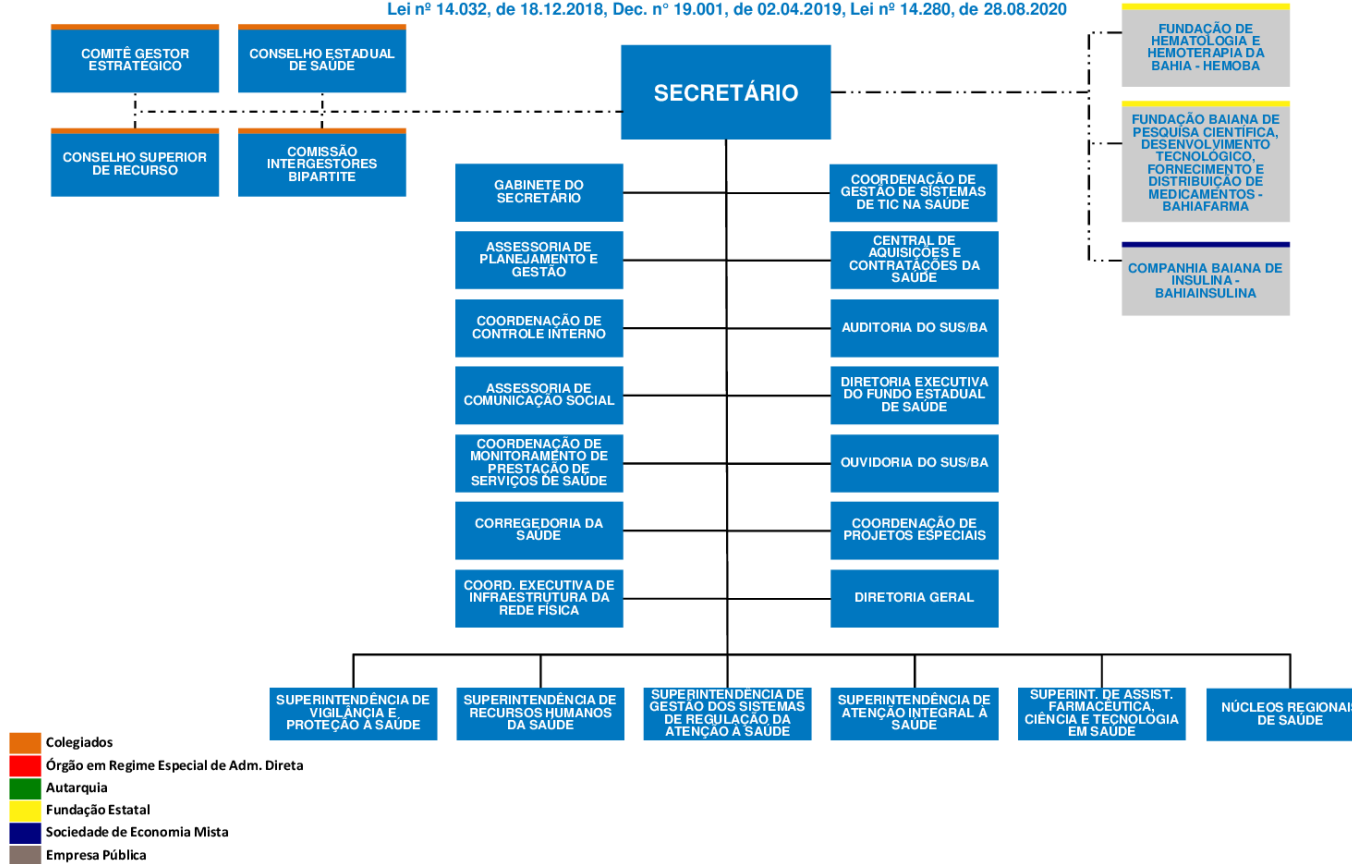 Lei nº 14.032, de 18.12.2018, Dec. n° 19.001, de 02.04.2019, Lei nº 14.280, de 28.08.2020
COMITÊ GESTOR
ESTRATÉGICO
CONSELHO ESTADUAL
DE SAÚDE
CONSELHO SUPERIOR
DE RECURSO
COMISSÃO
INTERGESTORES
BIPARTITE
SECRETÁRIO
FUNDAÇÃO DE
HEMATOLOGIA E
HEMOTERAPIA DA
BAHIA - HEMOBA
FUNDAÇÃO BAIANA DE
PESQUISA CIENTÍFICA,
DESENVOLVIMENTO
TECNOLÓGICO,
FORNECIMENTO E
DISTRIBUIÇÃO DE
MEDICAMENTOS -
BAHIAFARMA
COMPANHIA BAIANA DE
INSULINA -
BAHIAINSULINA
GABINETE DO
SECRETÁRIO
COORDENAÇÃO DE
GESTÃO DE SISTEMAS
DE TIC NA SAÚDE
ASSESSORIA DE
PLANEJAMENTO E
GESTÃO
CENTRAL DE
AQUISIÇÕES E
CONTRATAÇÕES DA
SAÚDE
COORDENAÇÃO DE
CONTROLE INTERNO
AUDITORIA DO SUS/BA
ASSESSORIA DE
COMUNICAÇÃO SOCIAL
DIRETORIA EXECUTIVA
DO FUNDO ESTADUAL
DE SAÚDE
COORDENAÇÃO DE
MONITORAMENTO DE
PRESTAÇÃO DE
SERVIÇOS DE SAÚDE
OUVIDORIA DO SUS/BA
CORREGEDORIA DA
SAÚDE
COORDENAÇÃO DE
PROJETOS ESPECIAIS
COORD. EXECUTIVA DE
INFRAESTRUTURA DA
REDE FÍSICA
DIRETORIA GERAL
SUPERINTENDÊNCIA DE
VIGILÂNCIA E
PROTEÇÃO À SAÚDE
SUPERINTENDÊNCIA DE
RECURSOS HUMANOS
DA SAÚDE
SUPERINTENDÊNCIA DE
GESTÃO DOS SISTEMAS
DE REGULAÇÃO DA
ATENÇÃO À SAÚDE
SUPERINTENDÊNCIA DE
ATENÇÃO INTEGRAL À
SAÚDE
SUPERINT. DE ASSIST.
FARMACÊUTICA,
CIÊNCIA E TECNOLOGIA
EM SAÚDE
NÚCLEOS REGIONAIS
DE SAÚDE
Colegiados
Órgão em Regime Especial de Adm. Direta
Autarquia
Fundação Estatal
Sociedade de Economia Mista
Empresa Pública